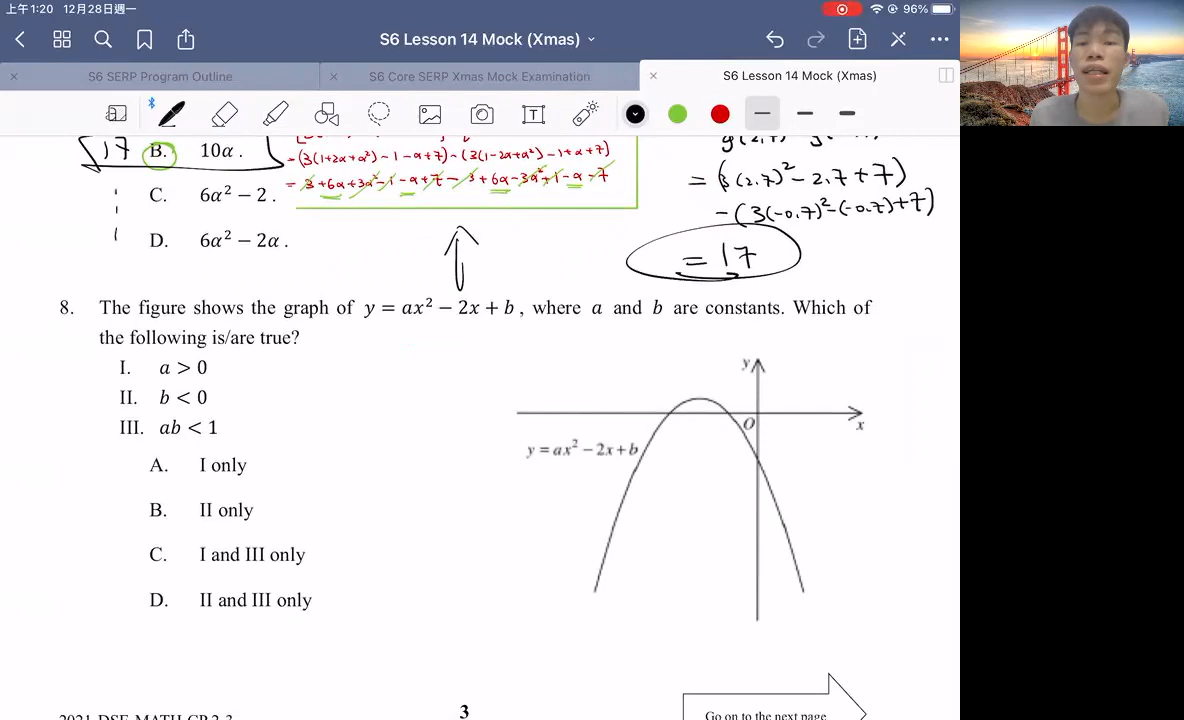 上午1:20 12月28日週一
96%
S6 Lesson 14 Mock (Xmas)
S6 SERP Program Outline
S6 Core SERP Xmas Mock Examination
S6 Lesson 14 Mock (Xmas)
17 B. 10α.
-(3(1+2α+α²)-1-α+7)-(3(1-2α+α²)-1+α+7)
= 3+6α+3α²-1-α+7-3+6α-3α²+1-α-7
= (3(2.7)²-2.7+7)
-(3(-0.7)²-(-0.7)+7)
= 17
C. 6α² − 2 .
D. 6α² − 2α .
8. The figure shows the graph of y = ax² − 2x + b , where a and b are constants. Which of
the following is/are true?
I. a > 0
II. b < 0
III. ab < 1
A. I only
B. II only
C. I and III only
D. II and III only
y
O
x
y = ax² − 2x + b
3
Go on to the next page